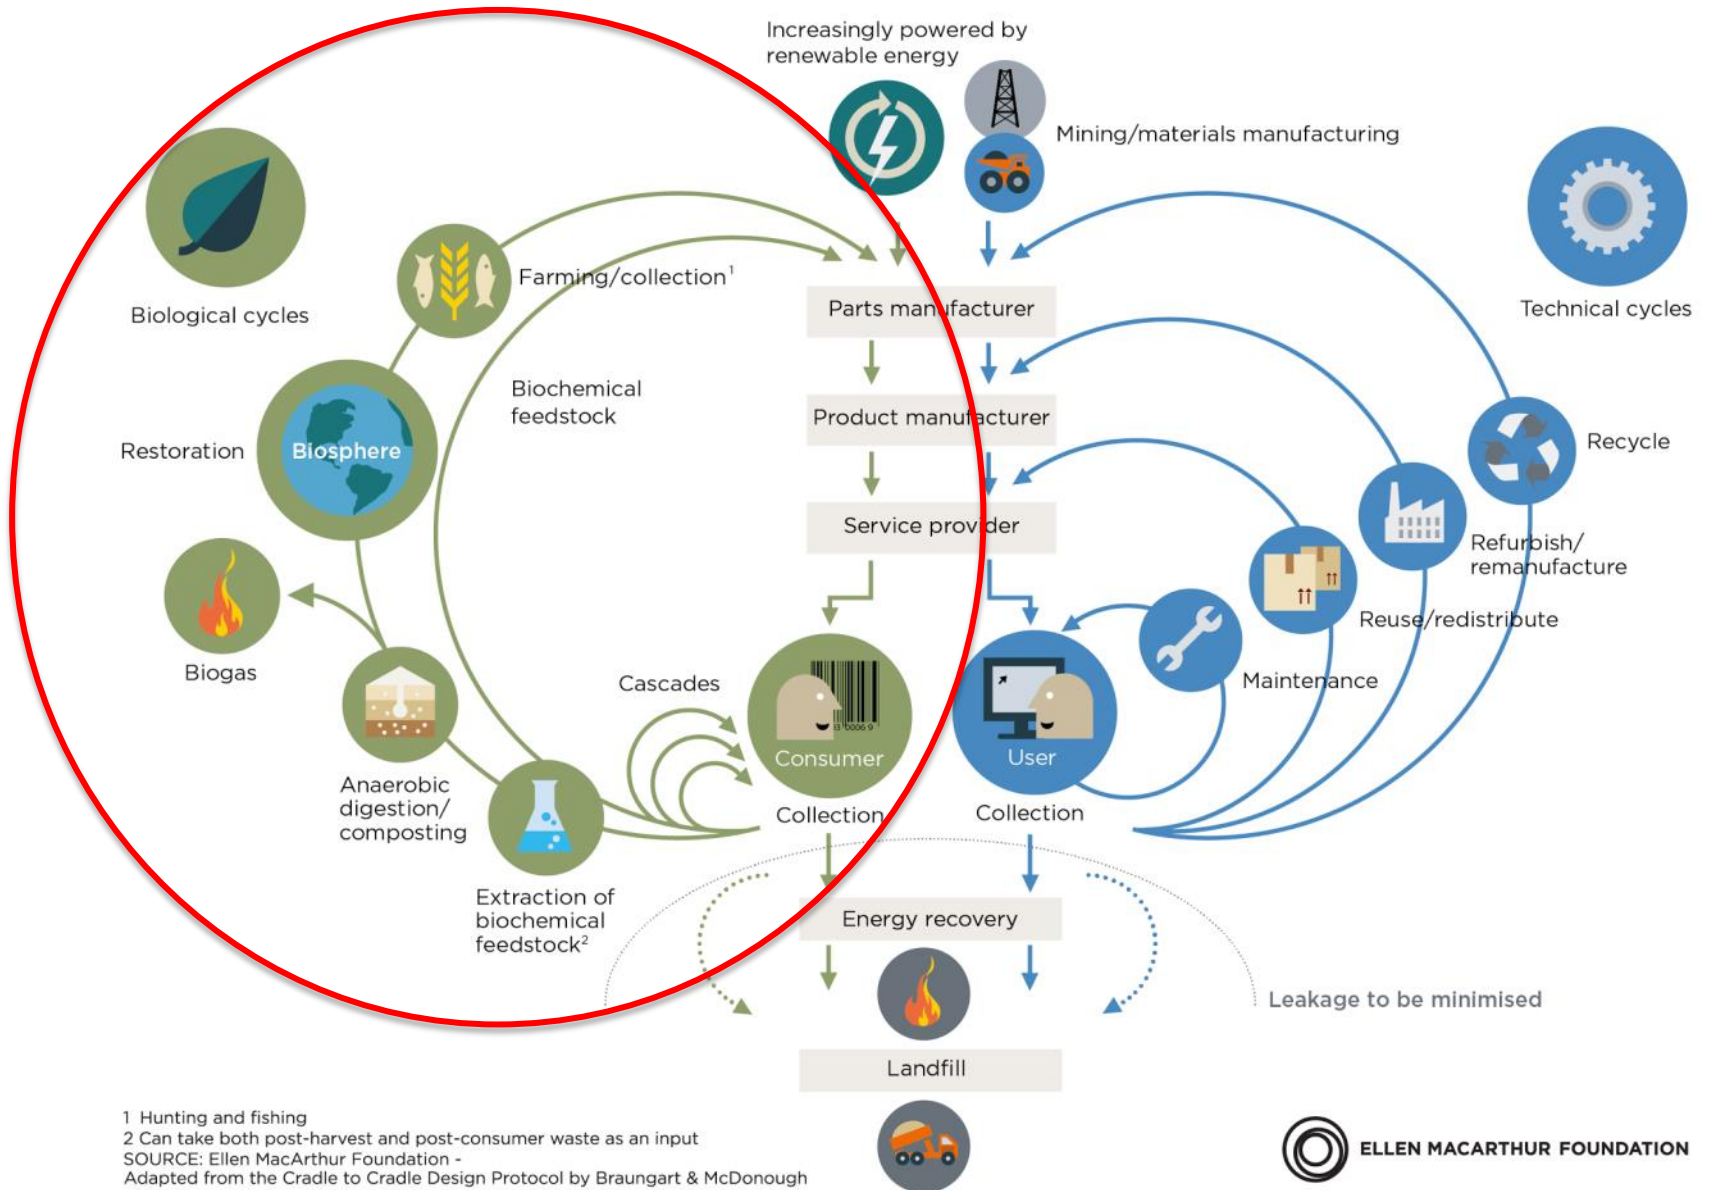 Increasingly powered by
renewable energy
Mining/materials manufacturing
Biological cycles
Technical cycles
Farming/collection¹
Parts manufacturer
Biochemical
feedstock
Product manufacturer
Restoration
Biosphere
Recycle
Service provider
Refurbish/
remanufacture
Reuse/redistribute
Biogas
Cascades
Maintenance
Consumer
User
Anaerobic
digestion/
composting
Collection
Collection
Extraction of
biochemical
feedstock²
Energy recovery
Leakage to be minimised
Landfill
1 Hunting and fishing
2 Can take both post-harvest and post-consumer waste as an input
SOURCE: Ellen MacArthur Foundation -
Adapted from the Cradle to Cradle Design Protocol by Braungart & McDonough
ELLEN MACARTHUR FOUNDATION